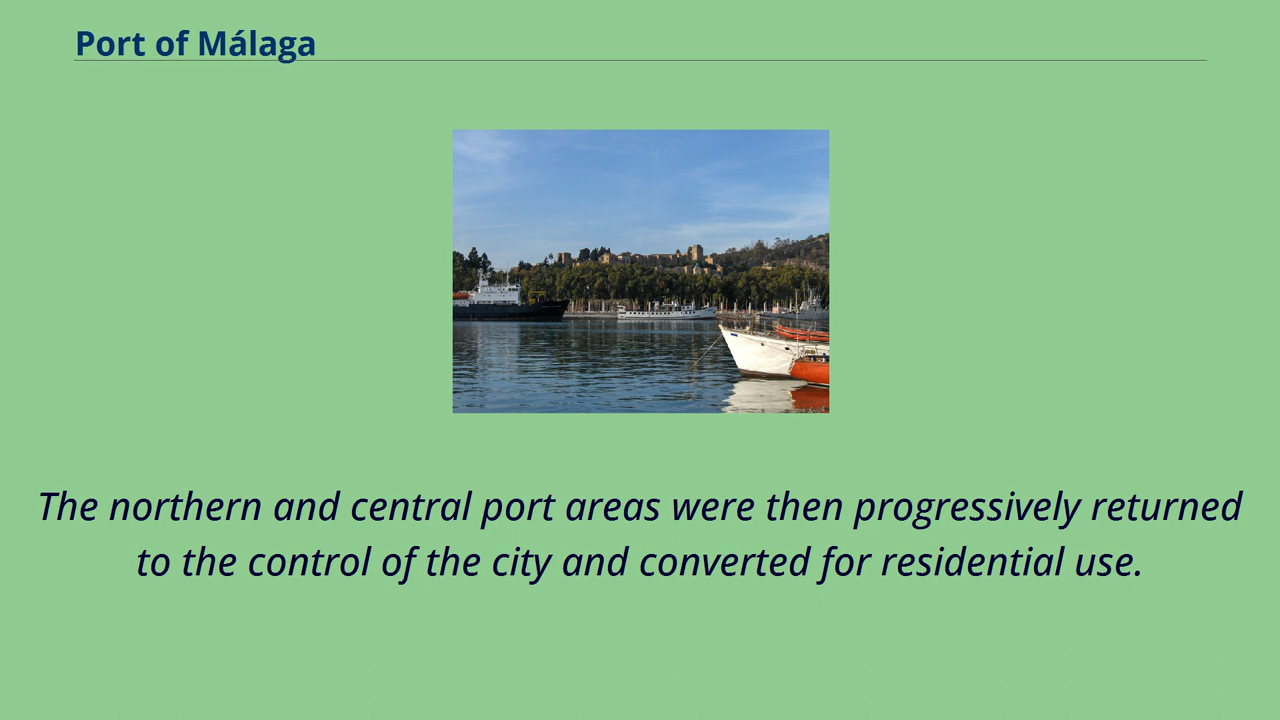 Port of Málaga
The northern and central port areas were then progressively returned
to the control of the city and converted for residential use.